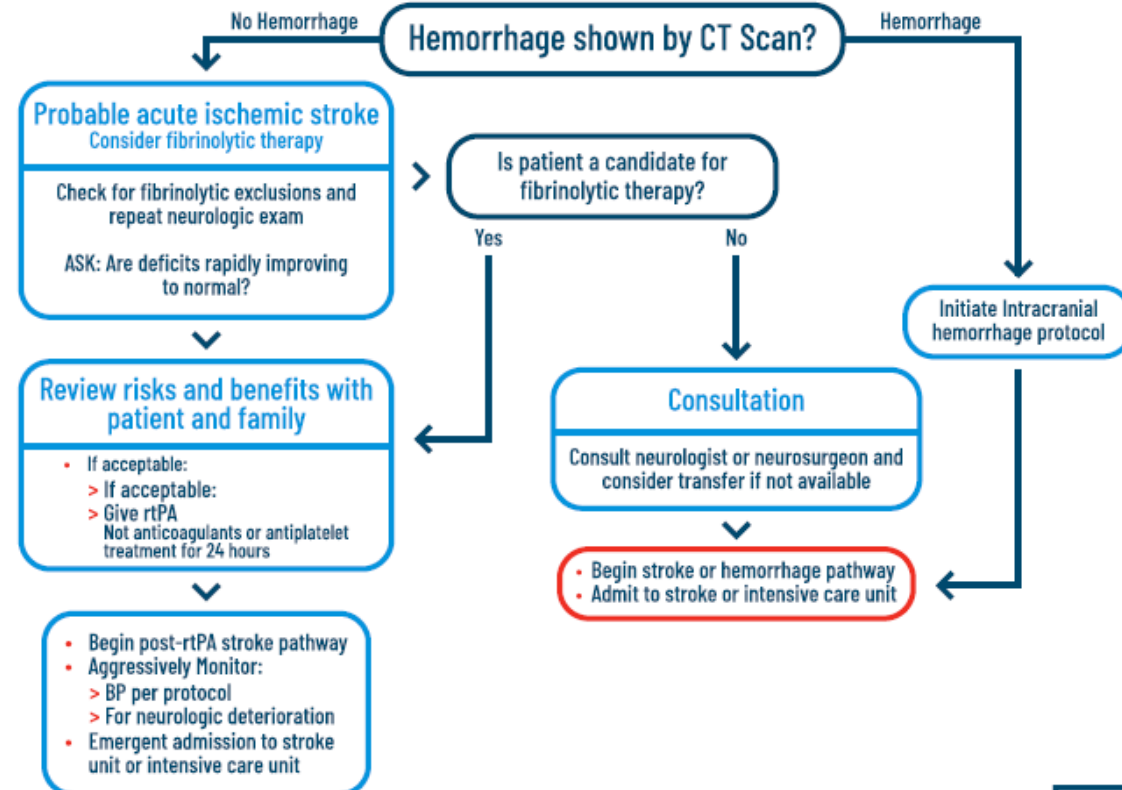 No Hemorrhage
Hemorrhage shown by CT Scan?
Hemorrhage
Probable acute ischemic stroke
Consider fibrinolytic therapy
Check for fibrinolytic exclusions and
repeat neurologic exam
ASK: Are deficits rapidly improving
to normal?
Is patient a candidate for
fibrinolytic therapy?
Yes
No
Initiate Intracranial
hemorrhage protocol
Review risks and benefits with
patient and family
• If acceptable:
> If acceptable:
> Give rtPA
Not anticoagulants or antiplatelet
treatment for 24 hours
Consultation
Consult neurologist or neurosurgeon and
consider transfer if not available
• Begin stroke or hemorrhage pathway
• Admit to stroke or intensive care unit
• Begin post-rtPA stroke pathway
• Aggressively Monitor:
> BP per protocol
> For neurologic deterioration
• Emergent admission to stroke
unit or intensive care unit